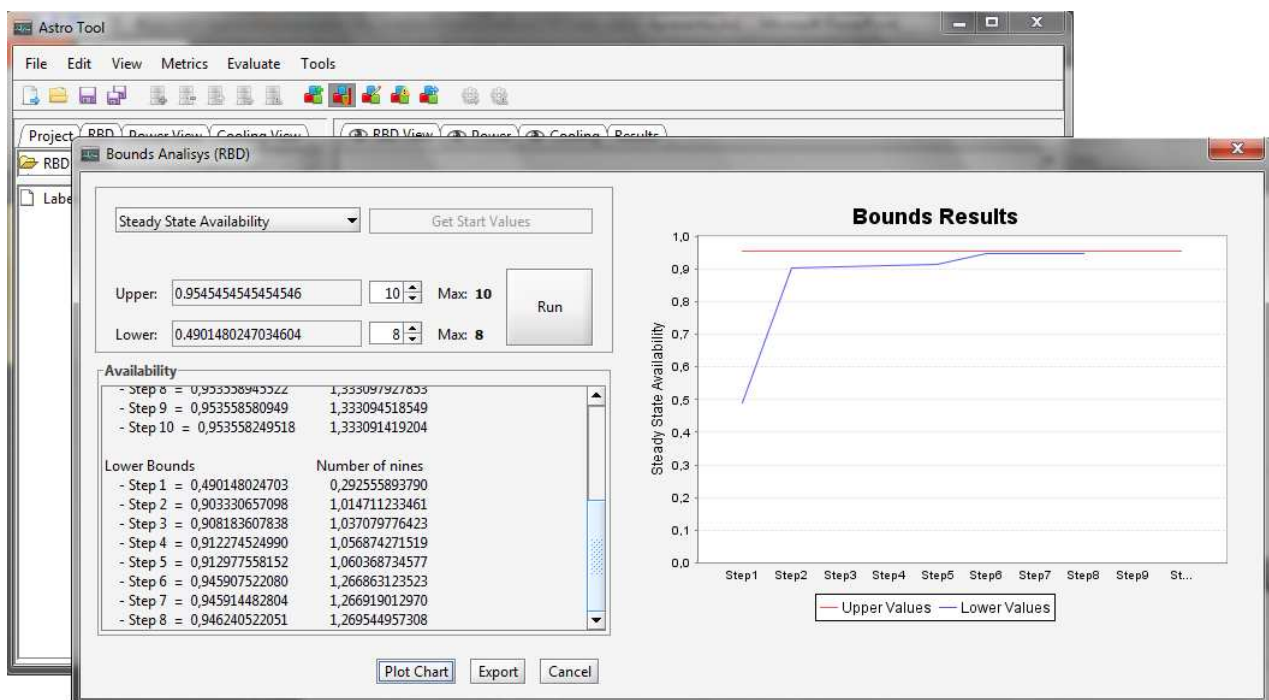 Astro Tool
File Edit View Metrics Evaluate Tools
Project RBD Power View Cooling View RBD View Power Cooling Results
RBD
Bounds Analisys (RBD)
Labe
Steady State Availability
Get Start Values
Upper: 0.9545454545454546 10 Max: 10
Run
Lower: 0.4901480247034604 8 Max: 8
Availability
- Step 8 = 0,953558945522 1,333097927853
- Step 9 = 0,953558580949 1,333094518549
- Step 10 = 0,953558249518 1,333091419204
Lower Bounds Number of nines
- Step 1 = 0,490148024703 0,292555893790
- Step 2 = 0,903330657098 1,014711233461
- Step 3 = 0,908183607838 1,037079776423
- Step 4 = 0,912274524990 1,056874271519
- Step 5 = 0,912977558152 1,060368734577
- Step 6 = 0,945907522080 1,266863123523
- Step 7 = 0,945914482804 1,266919012970
- Step 8 = 0,946240522051 1,269544957308
Plot Chart Export Cancel
Bounds Results
Steady State Availability
1,0
0,9
0,8
0,7
0,6
0,5
0,4
0,3
0,2
0,1
0,0
Step1 Step2 Step3 Step4 Step5 Step6 Step7 Step8 Step9 St...
Upper Values Lower Values